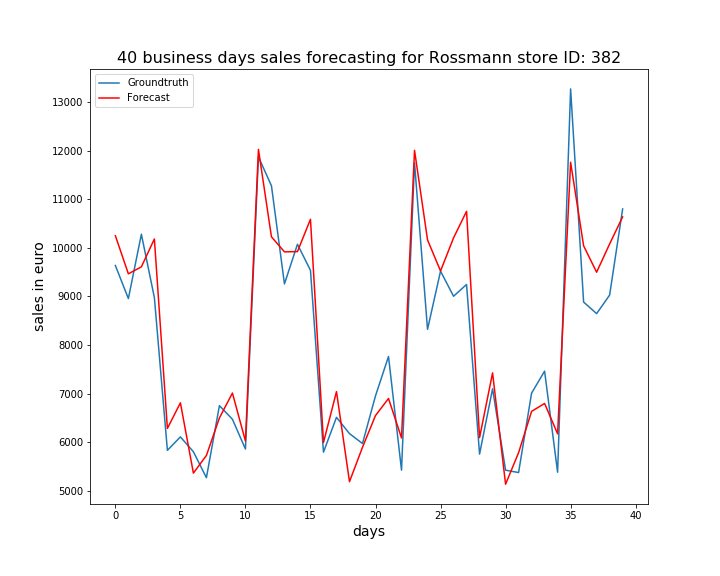 40 business days sales forecasting for Rossmann store ID: 382
Groundtruth
Forecast
13000
12000
11000
10000
9000
8000
7000
6000
5000
sales in euro
0 5 10 15 20 25 30 35 40
days